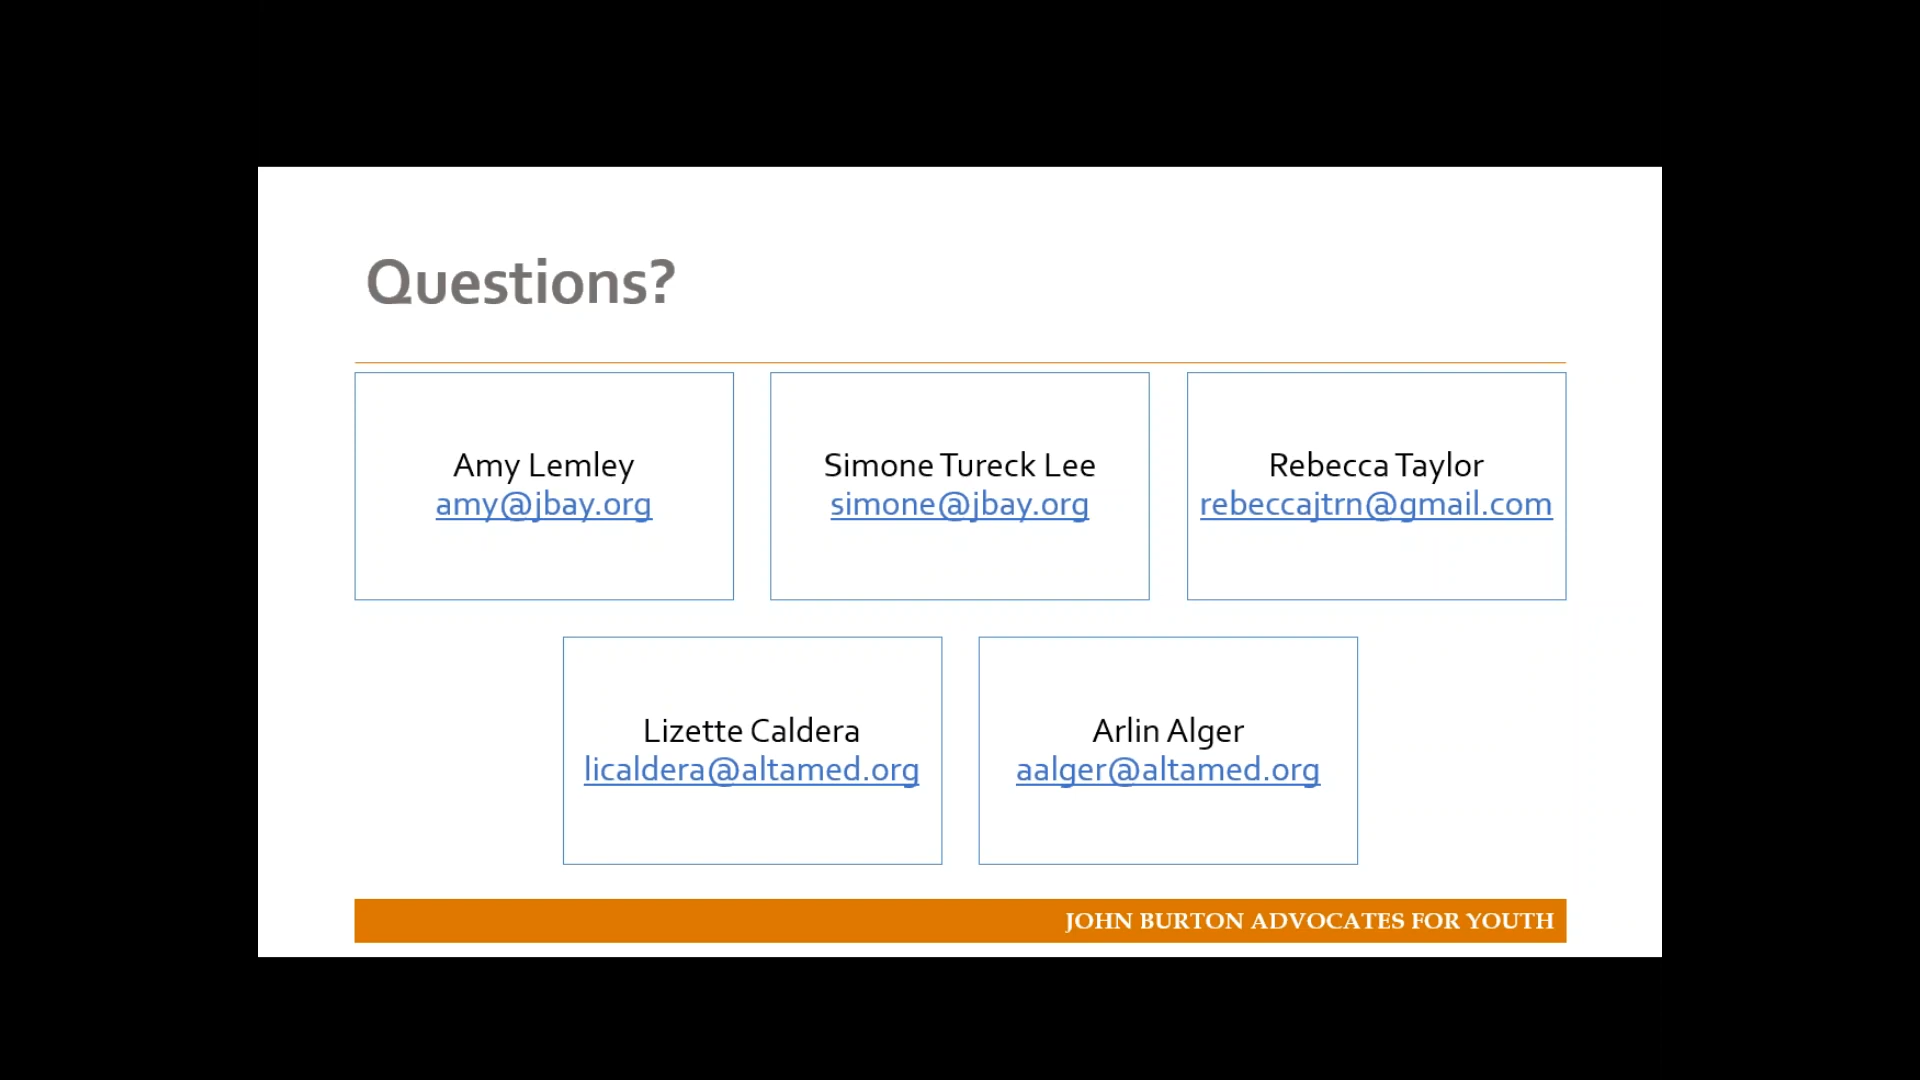 Questions?
Amy Lemley
amy@jbay.org
Simone Tureck Lee
simone@jbay.org
Rebecca Taylor
rebeccajtrn@gmail.com
Lizette Caldera
licaldera@altamed.org
Arlin Alger
aalger@altamed.org
JOHN BURTON ADVOCATES FOR YOUTH